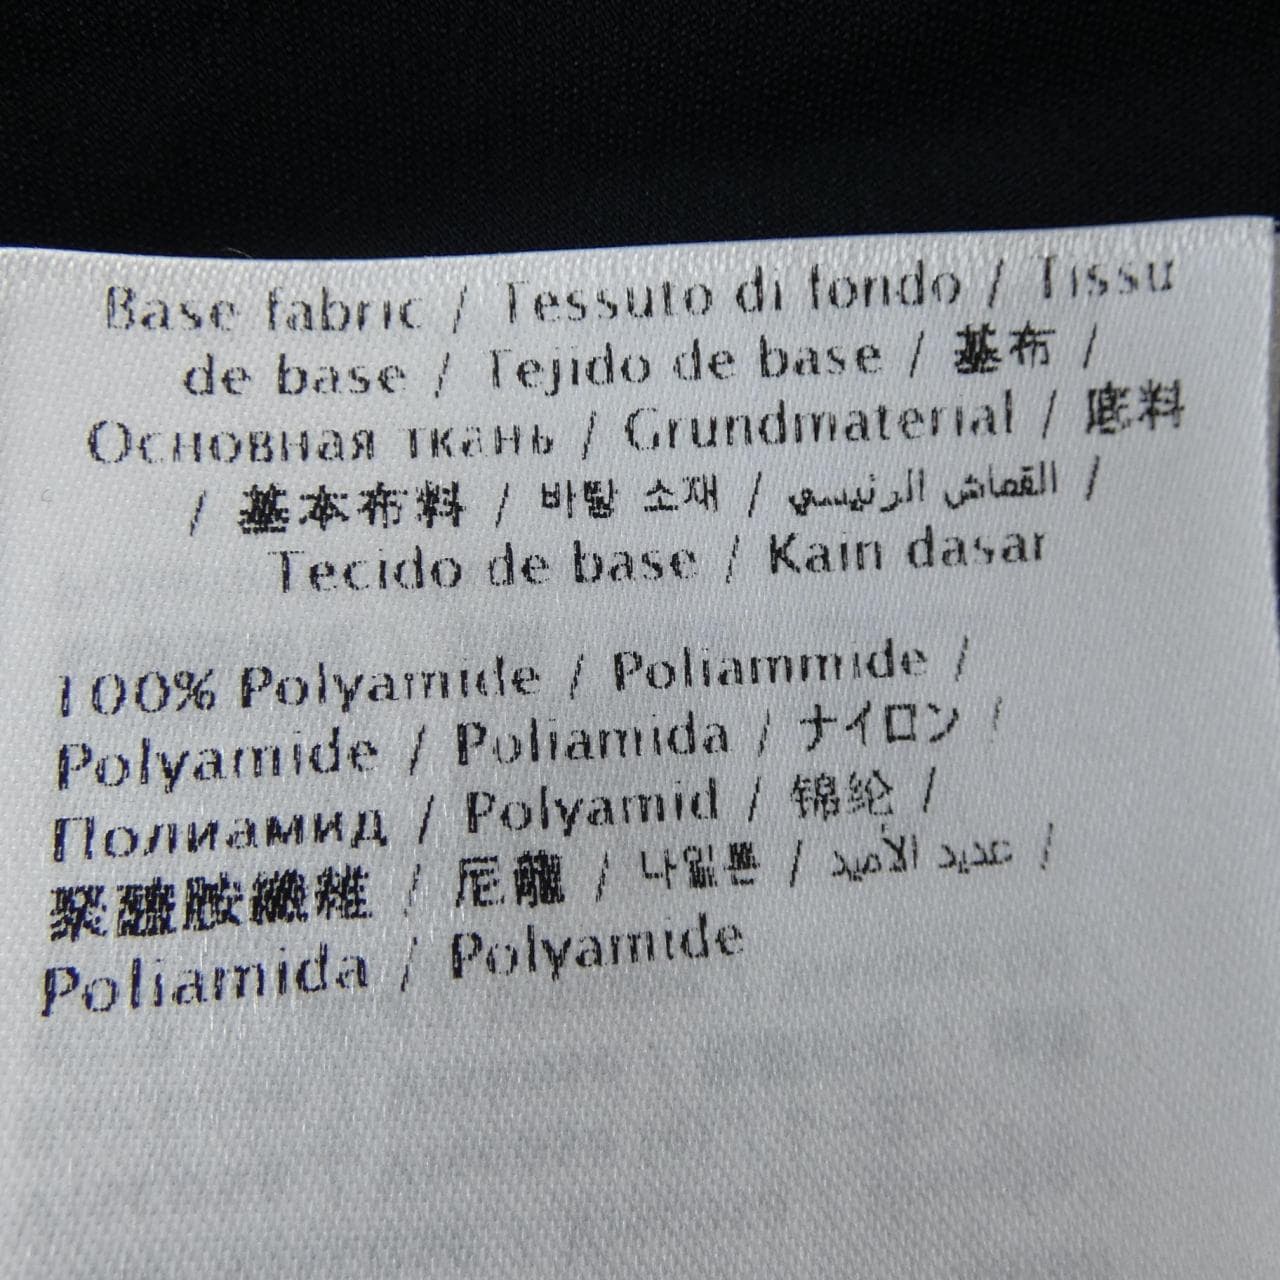 Base fabric / Tessuto di fondo / Tissu
de base / Tejido de base / 基布 /
Основная ткань / Grundmaterial / 底料
/ 基本布料 / 바탕 소재 / القماش الرئيسي /
Tecido de base / Kain dasar
100% Polyamide / Poliammide /
Polyamide / Poliamida / ナイロン /
Полиамид / Polyamid / 锦纶 /
聚醯胺纖維 / 尼龍 / 나일론 / عديد الأميد /
Poliamida / Polyamide